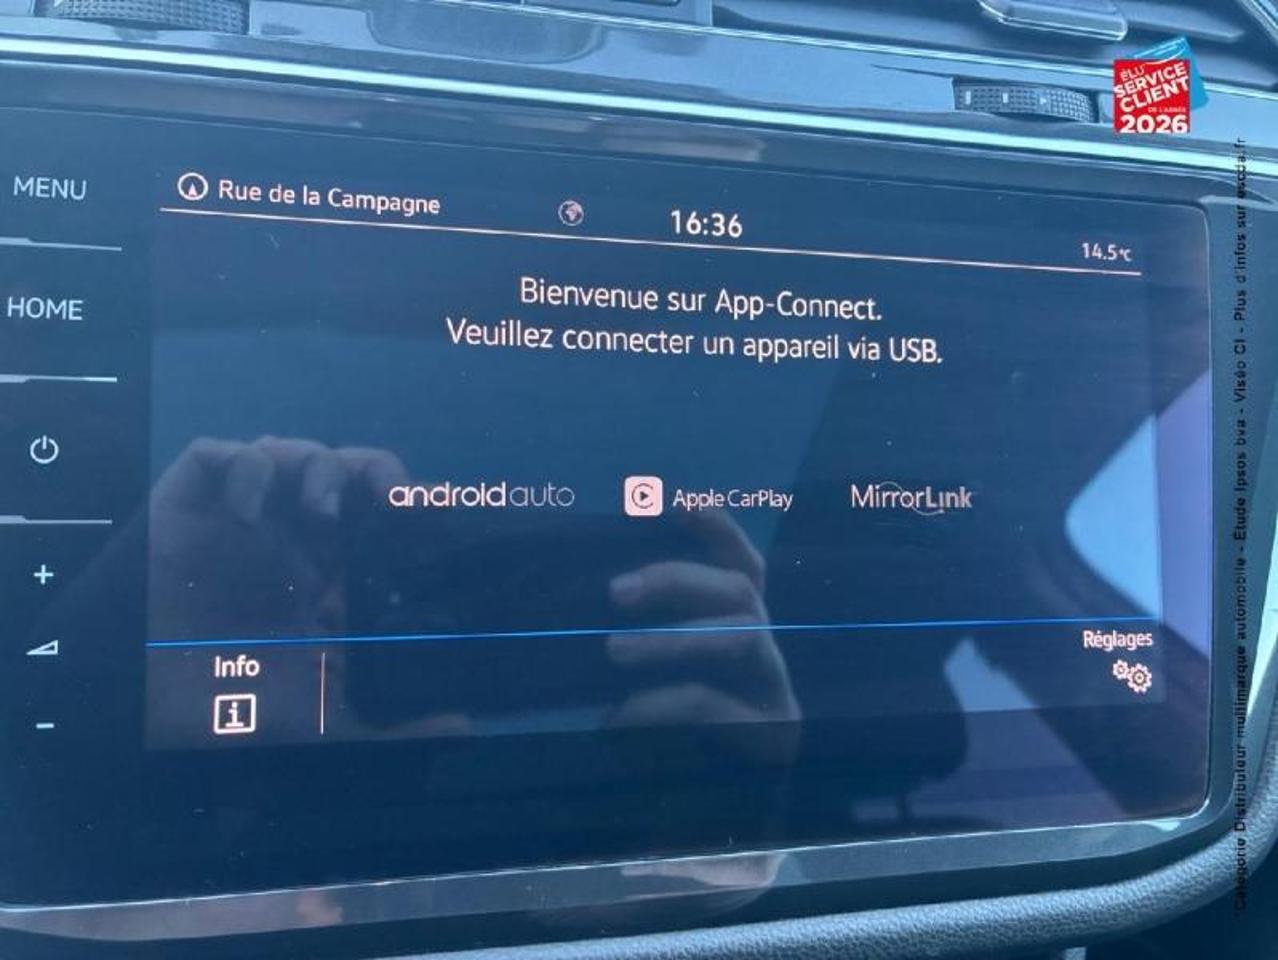 MENU
HOME
Rue de la Campagne
16:36
14.5°C
Bienvenue sur App-Connect.
Veuillez connecter un appareil via USB.
androidauto
Apple CarPlay
MirrorLink
Info
i
Réglages
ÉLU
SERVICE
CLIENT
DE L'ANNÉE
2026
*Catégorie Distributeur multimarque automobile - Étude Ipsos bva - Viséo CI - Plus d'infos sur escda.fr